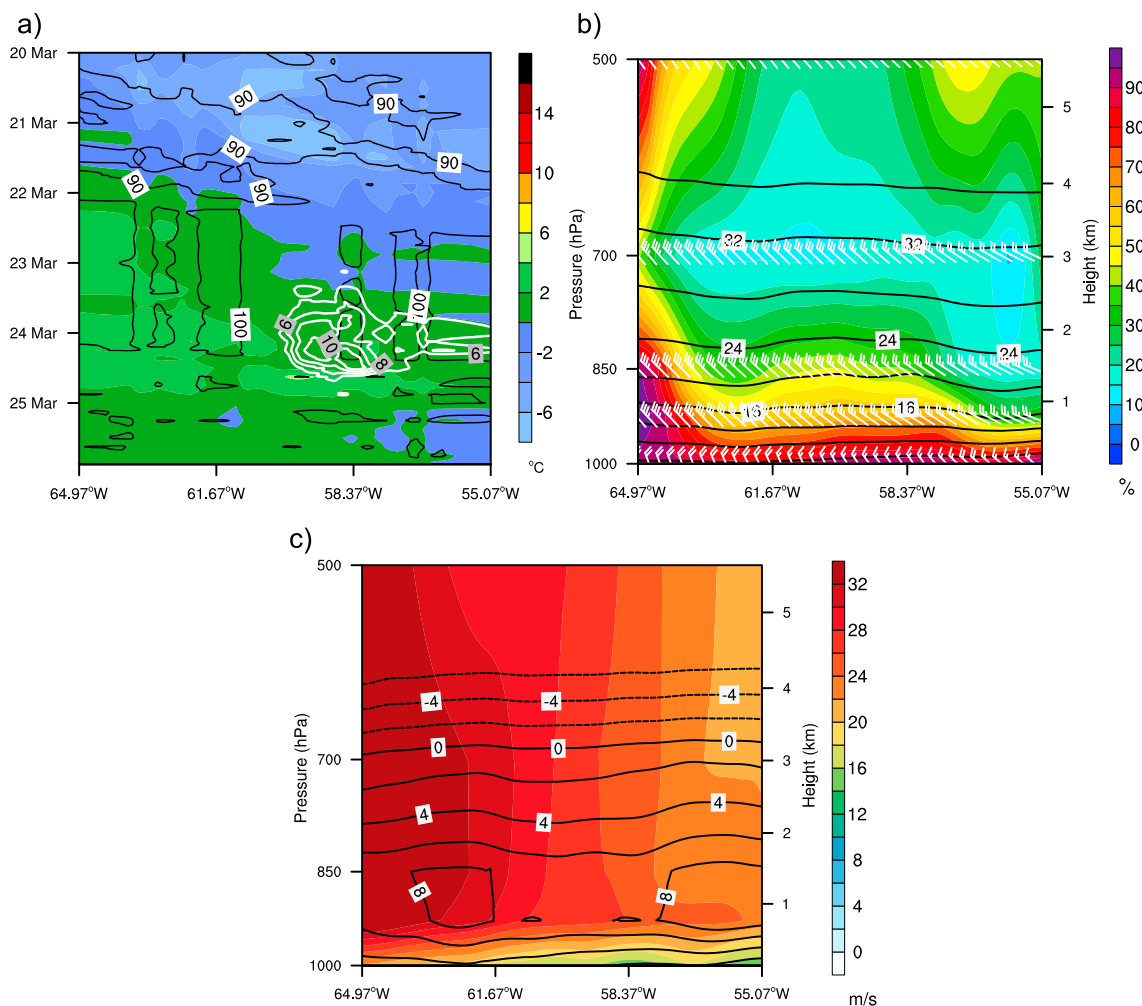 a)
20 Mar
21 Mar
22 Mar
23 Mar
24 Mar
25 Mar
90
90
90
90
90
90
100
100
6
10
8
6
64.97°W
61.67°W
58.37°W
55.07°W
14
10
6
2
-2
-6
°C
b)
Pressure (hPa)
500
700
850
1000
32
32
24
24
24
16
16
64.97°W
61.67°W
58.37°W
55.07°W
5
4
3
2
1
Height (km)
90
80
70
60
50
40
30
20
10
0
%
c)
Pressure (hPa)
500
700
850
1000
-4
-4
-4
0
0
0
4
4
4
8
8
64.97°W
61.67°W
58.37°W
55.07°W
5
4
3
2
1
Height (km)
32
28
24
20
16
12
8
4
0
m/s